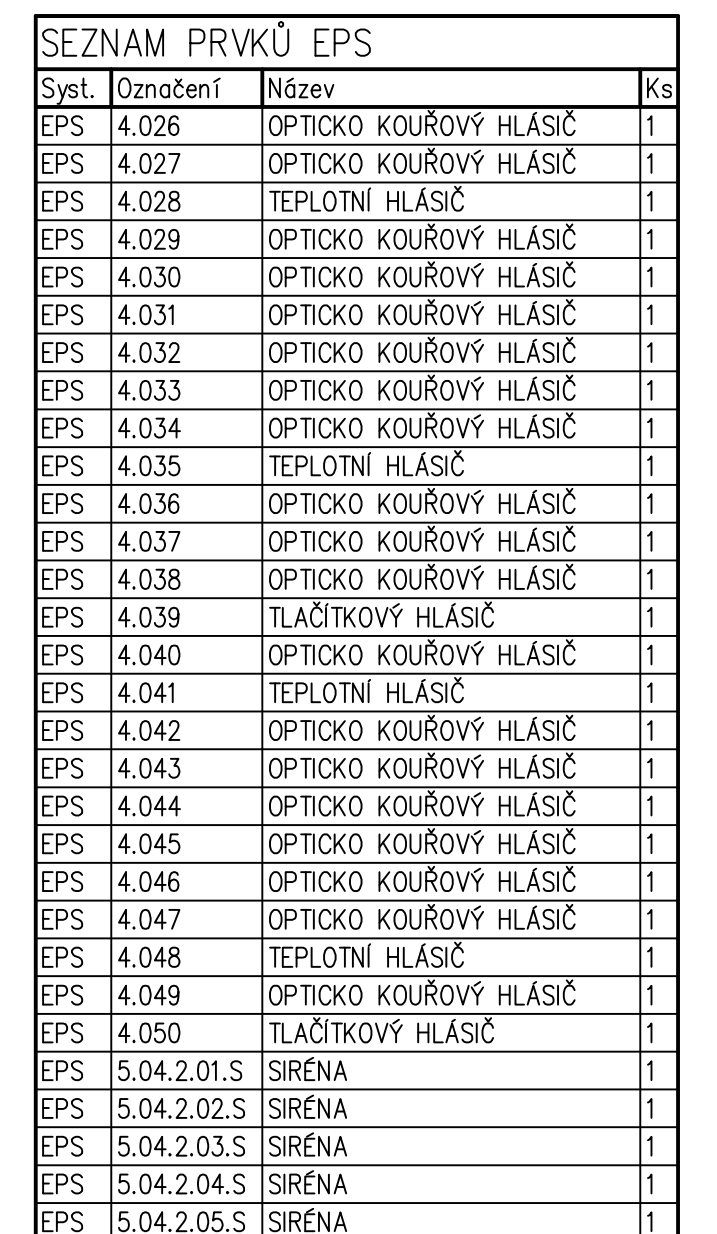 SEZNAM PRVKŮ EPS
Syst. Označení Název Ks
EPS 4.026 OPTICKO KOUŘOVÝ HLÁSIČ 1
EPS 4.027 OPTICKO KOUŘOVÝ HLÁSIČ 1
EPS 4.028 TEPLOTNÍ HLÁSIČ 1
EPS 4.029 OPTICKO KOUŘOVÝ HLÁSIČ 1
EPS 4.030 OPTICKO KOUŘOVÝ HLÁSIČ 1
EPS 4.031 OPTICKO KOUŘOVÝ HLÁSIČ 1
EPS 4.032 OPTICKO KOUŘOVÝ HLÁSIČ 1
EPS 4.033 OPTICKO KOUŘOVÝ HLÁSIČ 1
EPS 4.034 OPTICKO KOUŘOVÝ HLÁSIČ 1
EPS 4.035 TEPLOTNÍ HLÁSIČ 1
EPS 4.036 OPTICKO KOUŘOVÝ HLÁSIČ 1
EPS 4.037 OPTICKO KOUŘOVÝ HLÁSIČ 1
EPS 4.038 OPTICKO KOUŘOVÝ HLÁSIČ 1
EPS 4.039 TLAČÍTKOVÝ HLÁSIČ 1
EPS 4.040 OPTICKO KOUŘOVÝ HLÁSIČ 1
EPS 4.041 TEPLOTNÍ HLÁSIČ 1
EPS 4.042 OPTICKO KOUŘOVÝ HLÁSIČ 1
EPS 4.043 OPTICKO KOUŘOVÝ HLÁSIČ 1
EPS 4.044 OPTICKO KOUŘOVÝ HLÁSIČ 1
EPS 4.045 OPTICKO KOUŘOVÝ HLÁSIČ 1
EPS 4.046 OPTICKO KOUŘOVÝ HLÁSIČ 1
EPS 4.047 OPTICKO KOUŘOVÝ HLÁSIČ 1
EPS 4.048 TEPLOTNÍ HLÁSIČ 1
EPS 4.049 OPTICKO KOUŘOVÝ HLÁSIČ 1
EPS 4.050 TLAČÍTKOVÝ HLÁSIČ 1
EPS 5.04.2.01.S SIRÉNA 1
EPS 5.04.2.02.S SIRÉNA 1
EPS 5.04.2.03.S SIRÉNA 1
EPS 5.04.2.04.S SIRÉNA 1
EPS 5.04.2.05.S SIRÉNA 1